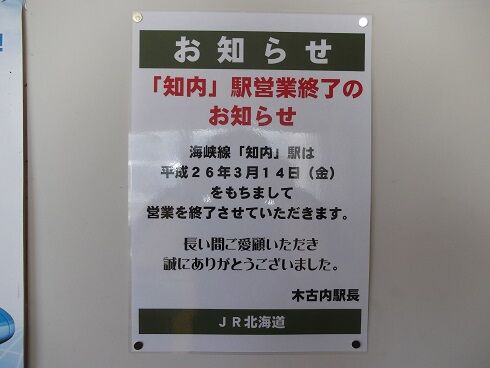 お知らせ
「知内」駅営業終了の
お知らせ
海峡線「知内」駅は
平成２６年３月１４日（金）
をもちまして
営業を終了させていただきます。
長い間ご愛顧いただき
誠にありがとうございました。
木古内駅長
ＪＲ北海道